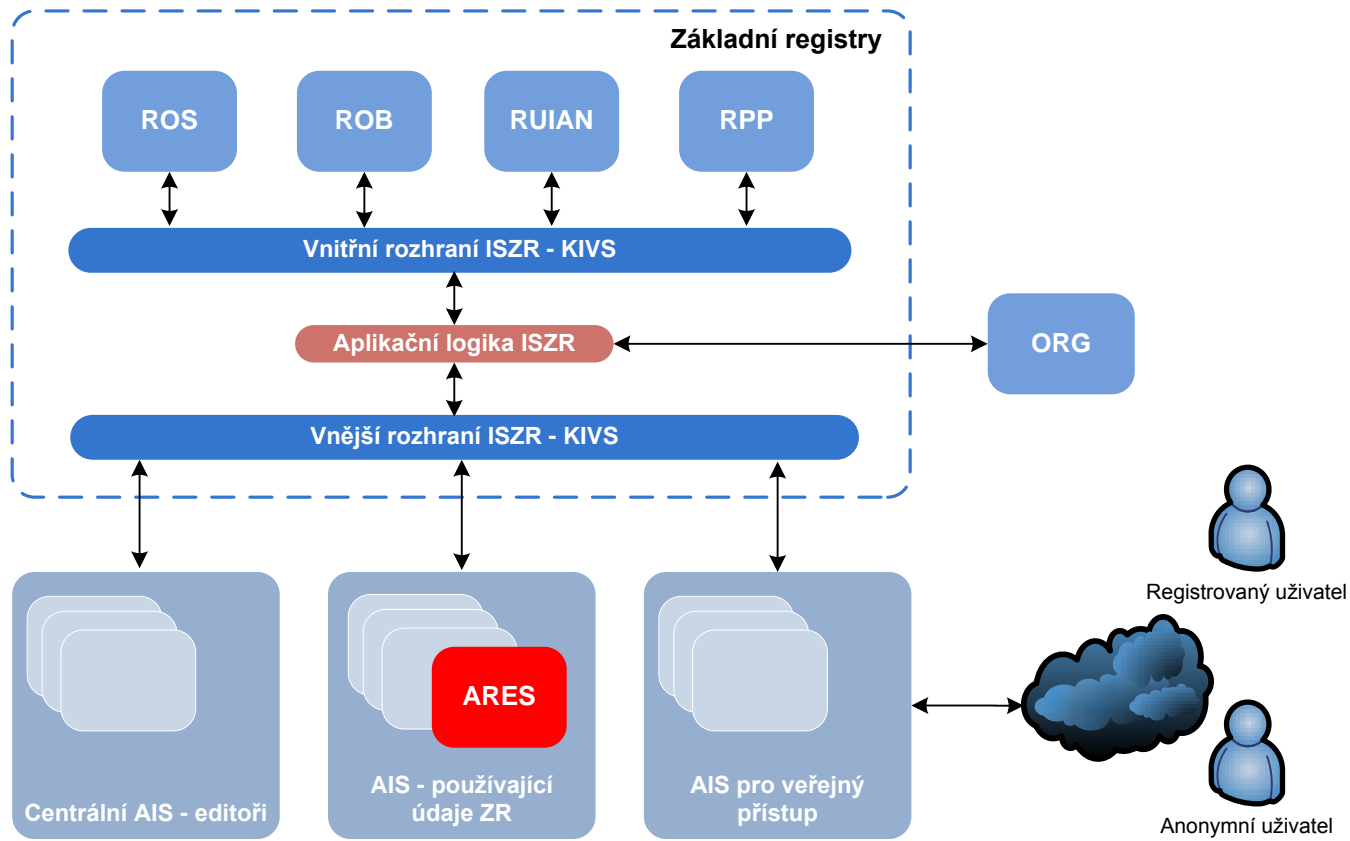 Základní registry
ROS
ROB
RUIAN
RPP
Vnitřní rozhraní ISZR - KIVS
Aplikační logika ISZR
ORG
Vnější rozhraní ISZR - KIVS
Registrovaný uživatel
ARES
Centrální AIS - editoři
AIS - používající
údaje ZR
AIS pro veřejný
přístup
Anonymní uživatel